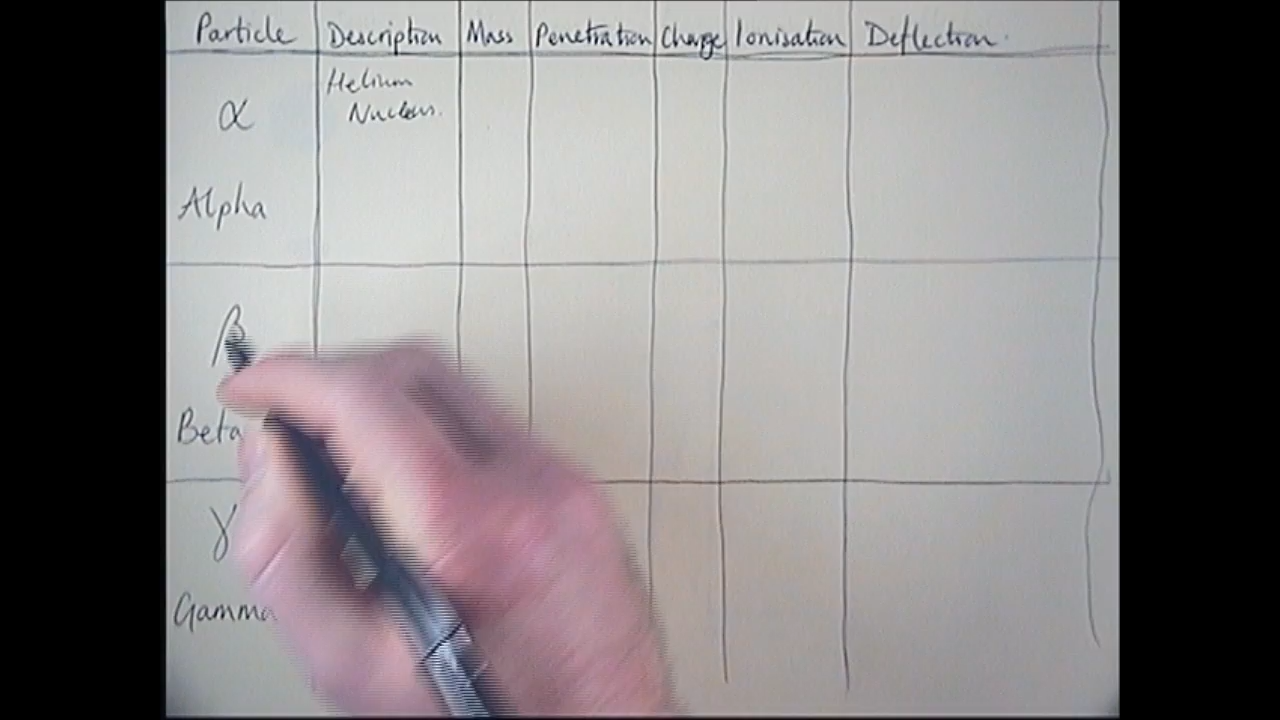 Particle Description Mass Penetration Charge Ionisation Deflection.
Helium
α Nucleus.
Alpha
β
Beta
γ
Gamma